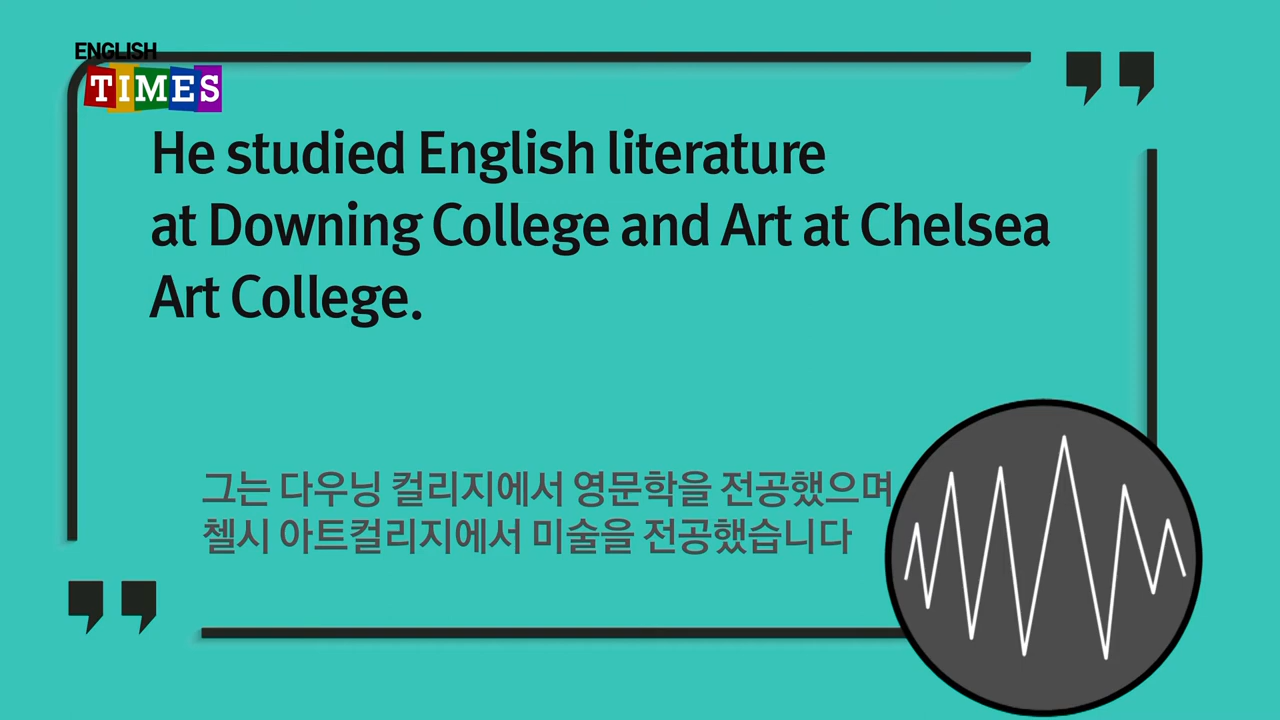 ENGLISH
TIMES
He studied English literature
at Downing College and Art at Chelsea
Art College.
그는 다우닝 컬리지에서 영문학을 전공했으며
첼시 아트컬리지에서 미술을 전공했습니다